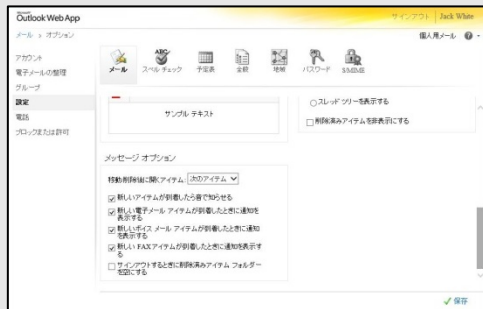 Outlook Web App
サインアウト | Jack White
メール > オプション
個人用メール
アカウント
電子メールの整理
グループ
設定
電話
ブロックまたは許可
メール スペル チェック 予定表 全般 地域 パスワード S/MIME
サンプル テキスト
スレッド ツリーを表示する
削除済みアイテムを非表示にする
メッセージ オプション
移動/削除後に開くアイテム: 次のアイテム
新しいアイテムが到着したら音で知らせる
新しい電子メール アイテムが到着したときに通知を
表示する
新しいボイス メール アイテムが到着したときに通知
を表示する
新しい FAX アイテムが到着したときに通知を表示す
る
サインアウトするときに削除済みアイテム フォルダー
を空にする
保存